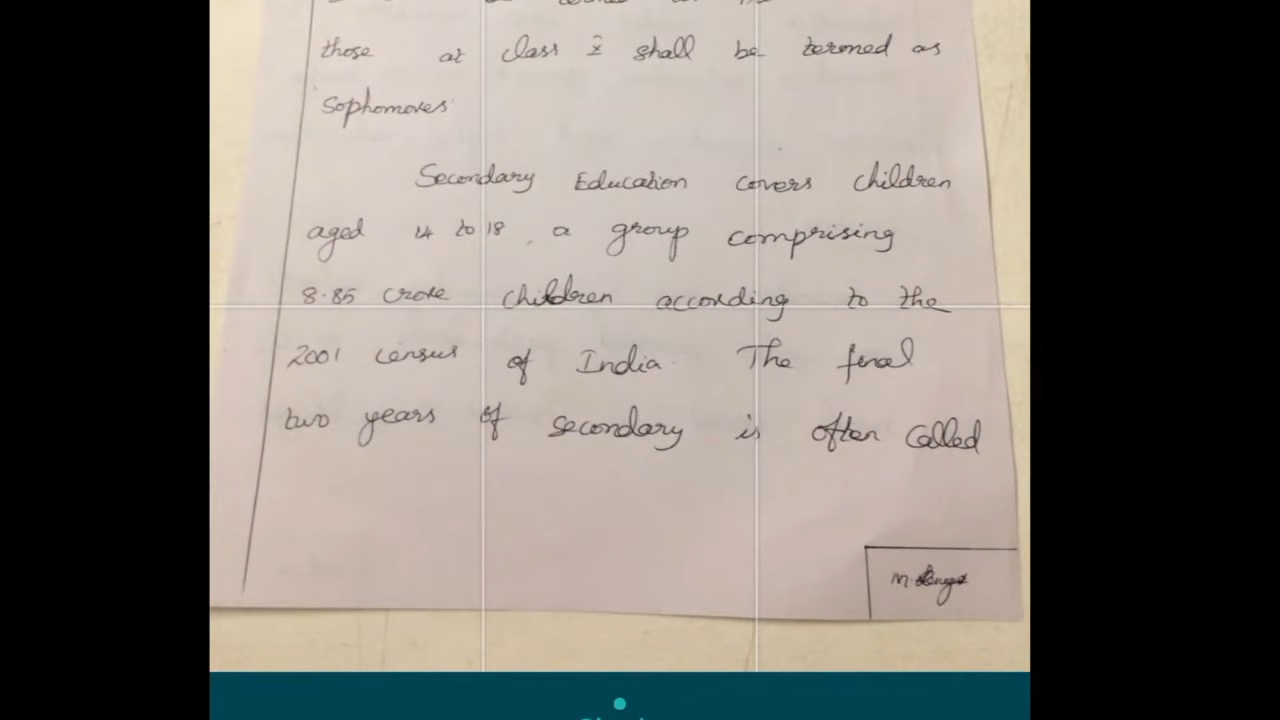 those at class x shall be termed as
Sophomores
Secondary Education covers children
aged 14 to 18, a group comprising
8.85 crore children according to the
2001 census of India. The final
two years of secondary is often called